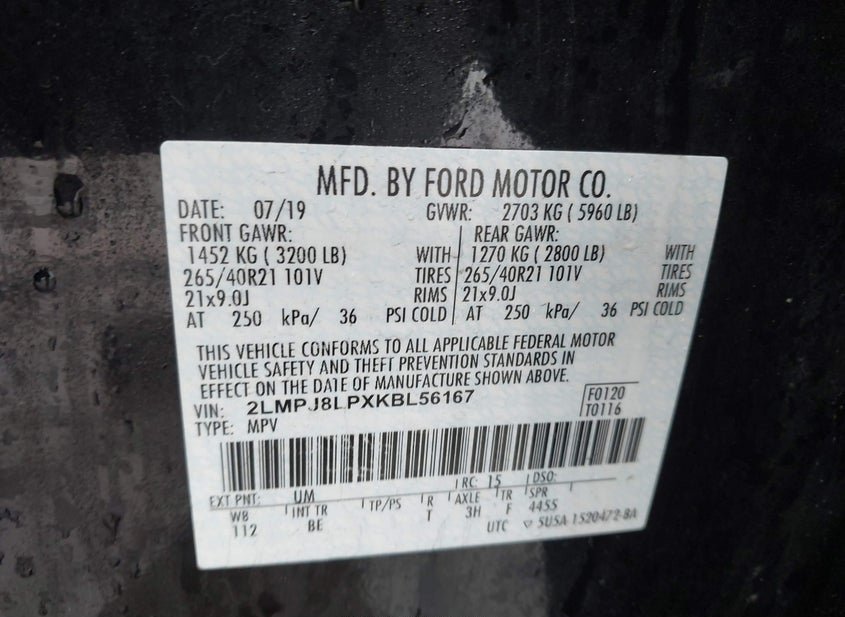 MFD. BY FORD MOTOR CO.
DATE: 07/19 GVWR: 2703 KG ( 5960 LB)
FRONT GAWR: REAR GAWR:
1452 KG ( 3200 LB) WITH 1270 KG ( 2800 LB) WITH
265/40R21 101V TIRES 265/40R21 101V TIRES
21x9.0J RIMS 21x9.0J RIMS
AT 250 kPa/ 36 PSI COLD AT 250 kPa/ 36 PSI COLD
THIS VEHICLE CONFORMS TO ALL APPLICABLE FEDERAL MOTOR
VEHICLE SAFETY AND THEFT PREVENTION STANDARDS IN
EFFECT ON THE DATE OF MANUFACTURE SHOWN ABOVE.
VIN: 2LMPJ8LPXKBL56167 F0120
TYPE: MPV T0116
EXT PNT: UM RC: 15 DSO:
WB INT TR TP/PS R AXLE TR SPR
112 BE T 3H F 44SS
UTC 5U5A-1520472-BA